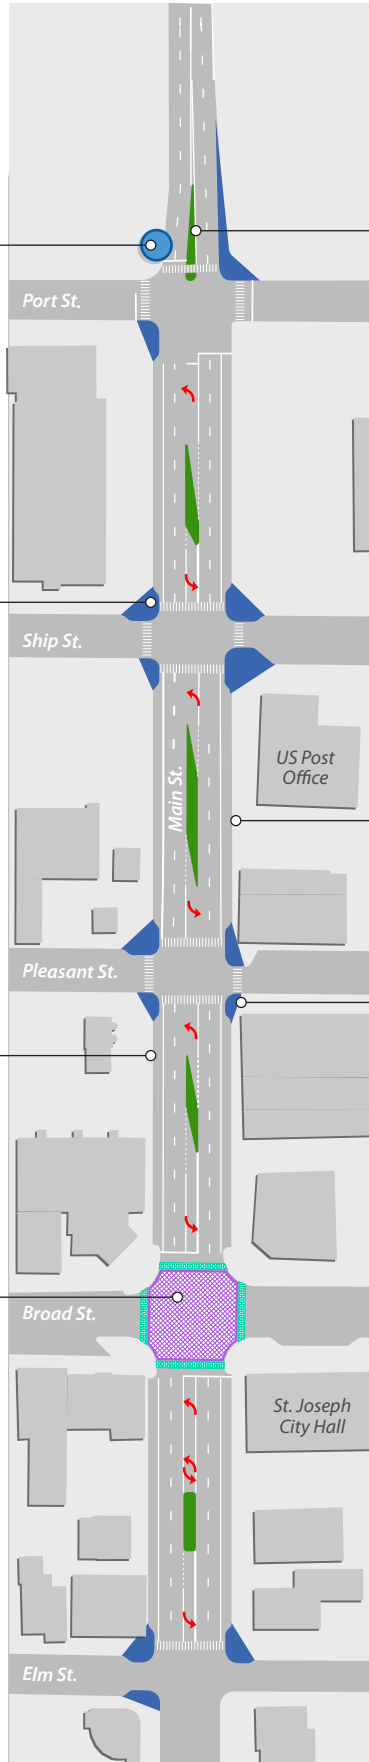 Port St.
Ship St.
Main St.
US Post
Office
Pleasant St.
Broad St.
St. Joseph
City Hall
Elm St.